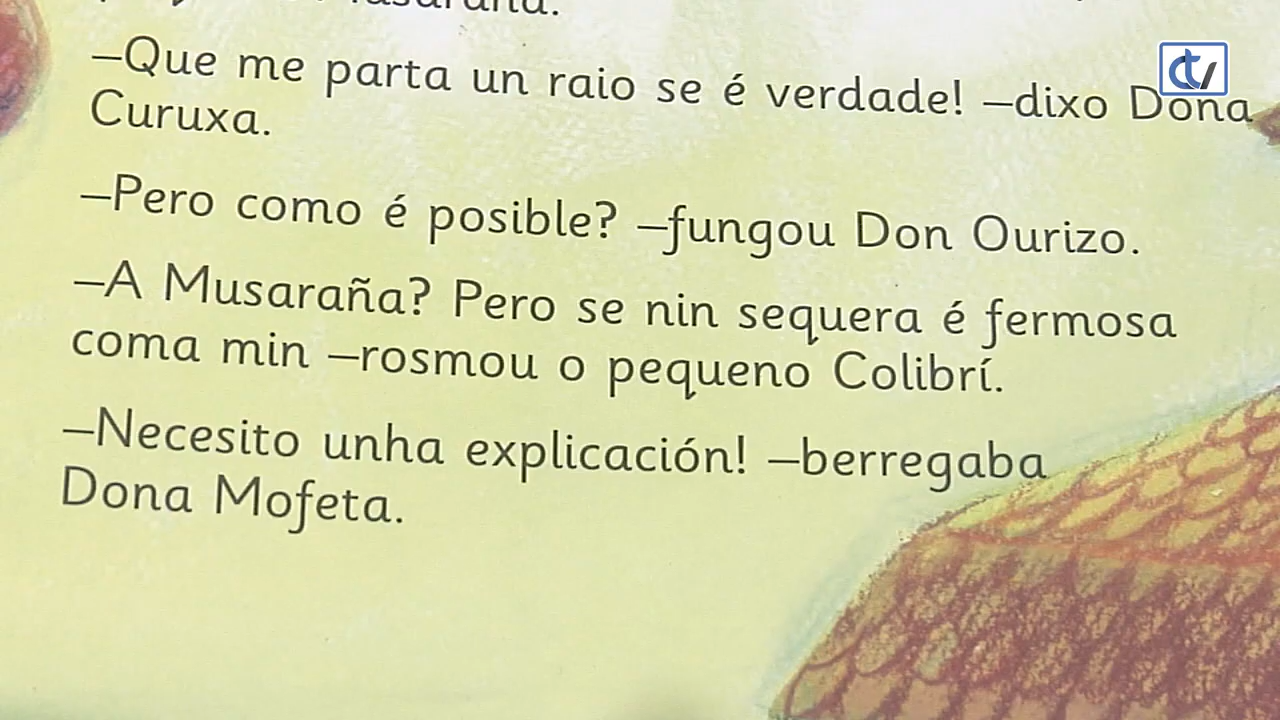 —Que me parta un raio se é verdade! —dixo Dona
Curuxa.
—Pero como é posible? —fungou Don Ourizo.
—A Musaraña? Pero se nin sequera é fermosa
coma min —rosmou o pequeno Colibrí.
—Necesito unha explicación! —berregaba
Dona Mofeta.
ctv